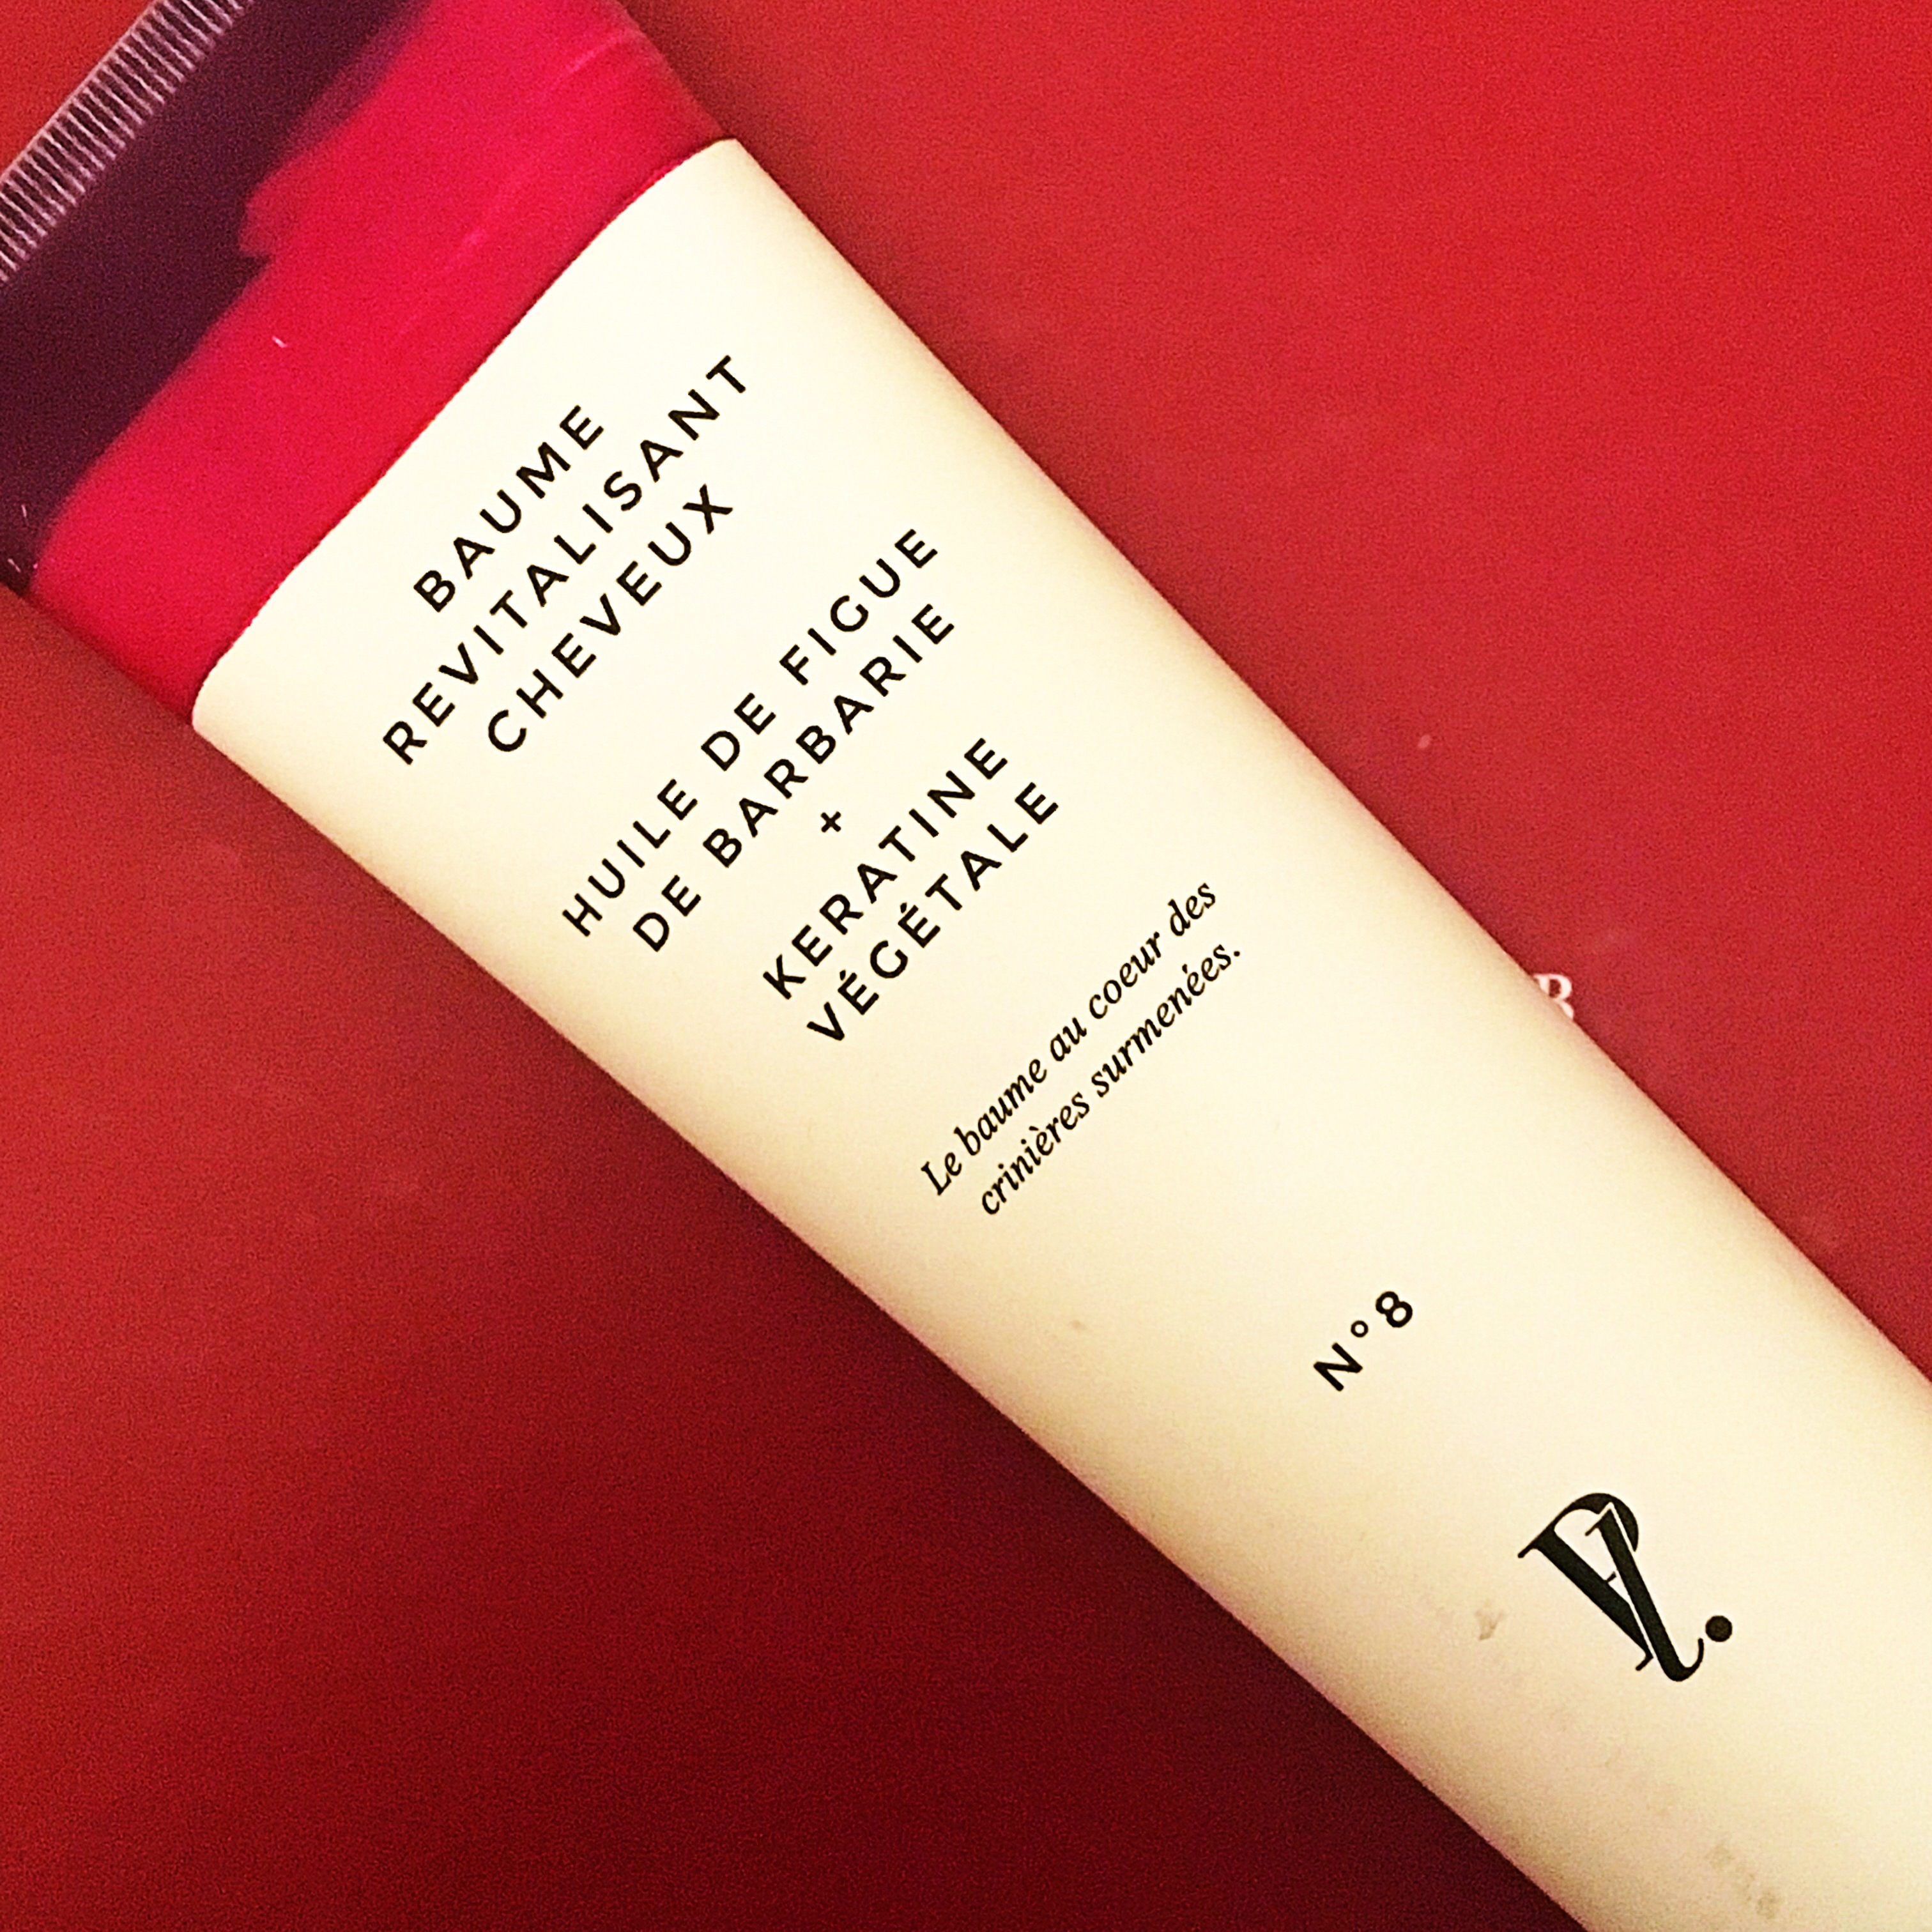 BAUME
REVITALISANT
CHEVEUX
HUILE DE FIGUE
DE BARBARIE
+
KERATINE
VÉGÉTALE
Le baume au coeur des
crinières surmenées.
N°8